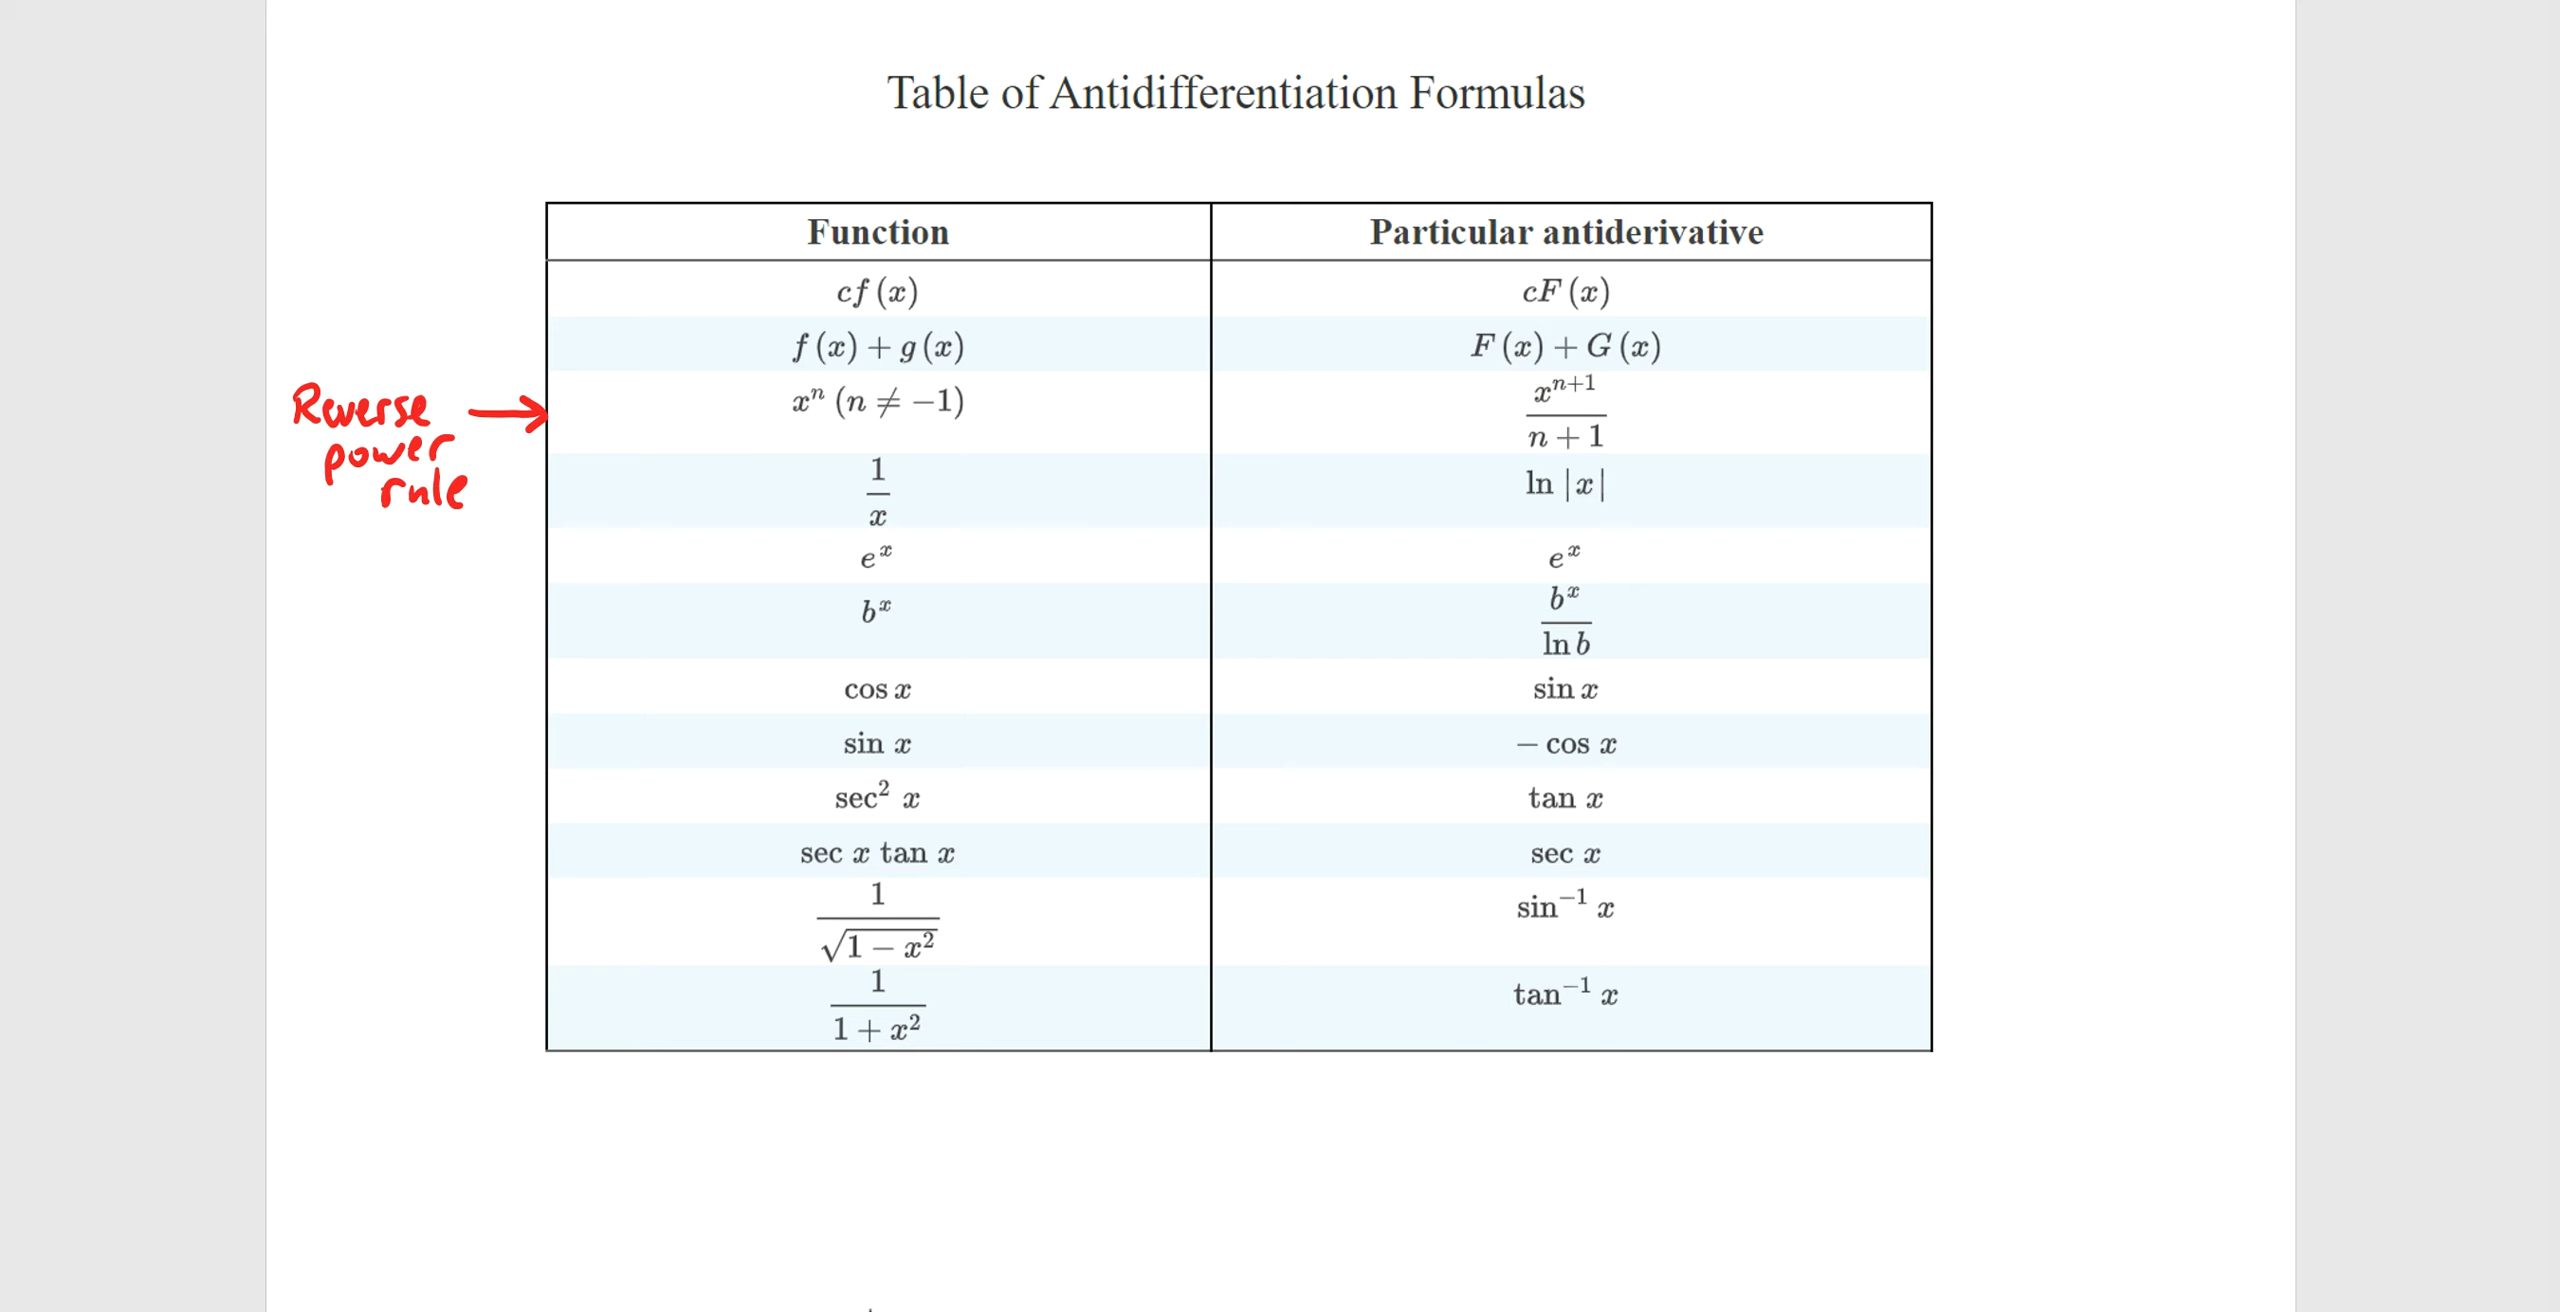 Table of Antidifferentiation Formulas
Function Particular antiderivative
cf (x) cF (x)
f (x) + g (x) F (x) + G (x)
xⁿ (n ≠ −1) xⁿ⁺¹ / n + 1
Reverse
power
rule
1 / x ln |x|
eˣ eˣ
bˣ bˣ / ln b
cos x sin x
sin x − cos x
sec² x tan x
sec x tan x sec x
1 / √1 − x² sin⁻¹ x
1 / 1 + x² tan⁻¹ x